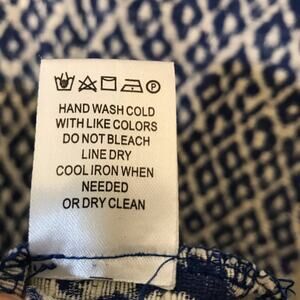 P
HAND WASH COLD
WITH LIKE COLORS
DO NOT BLEACH
LINE DRY
COOL IRON WHEN
NEEDED
OR DRY CLEAN